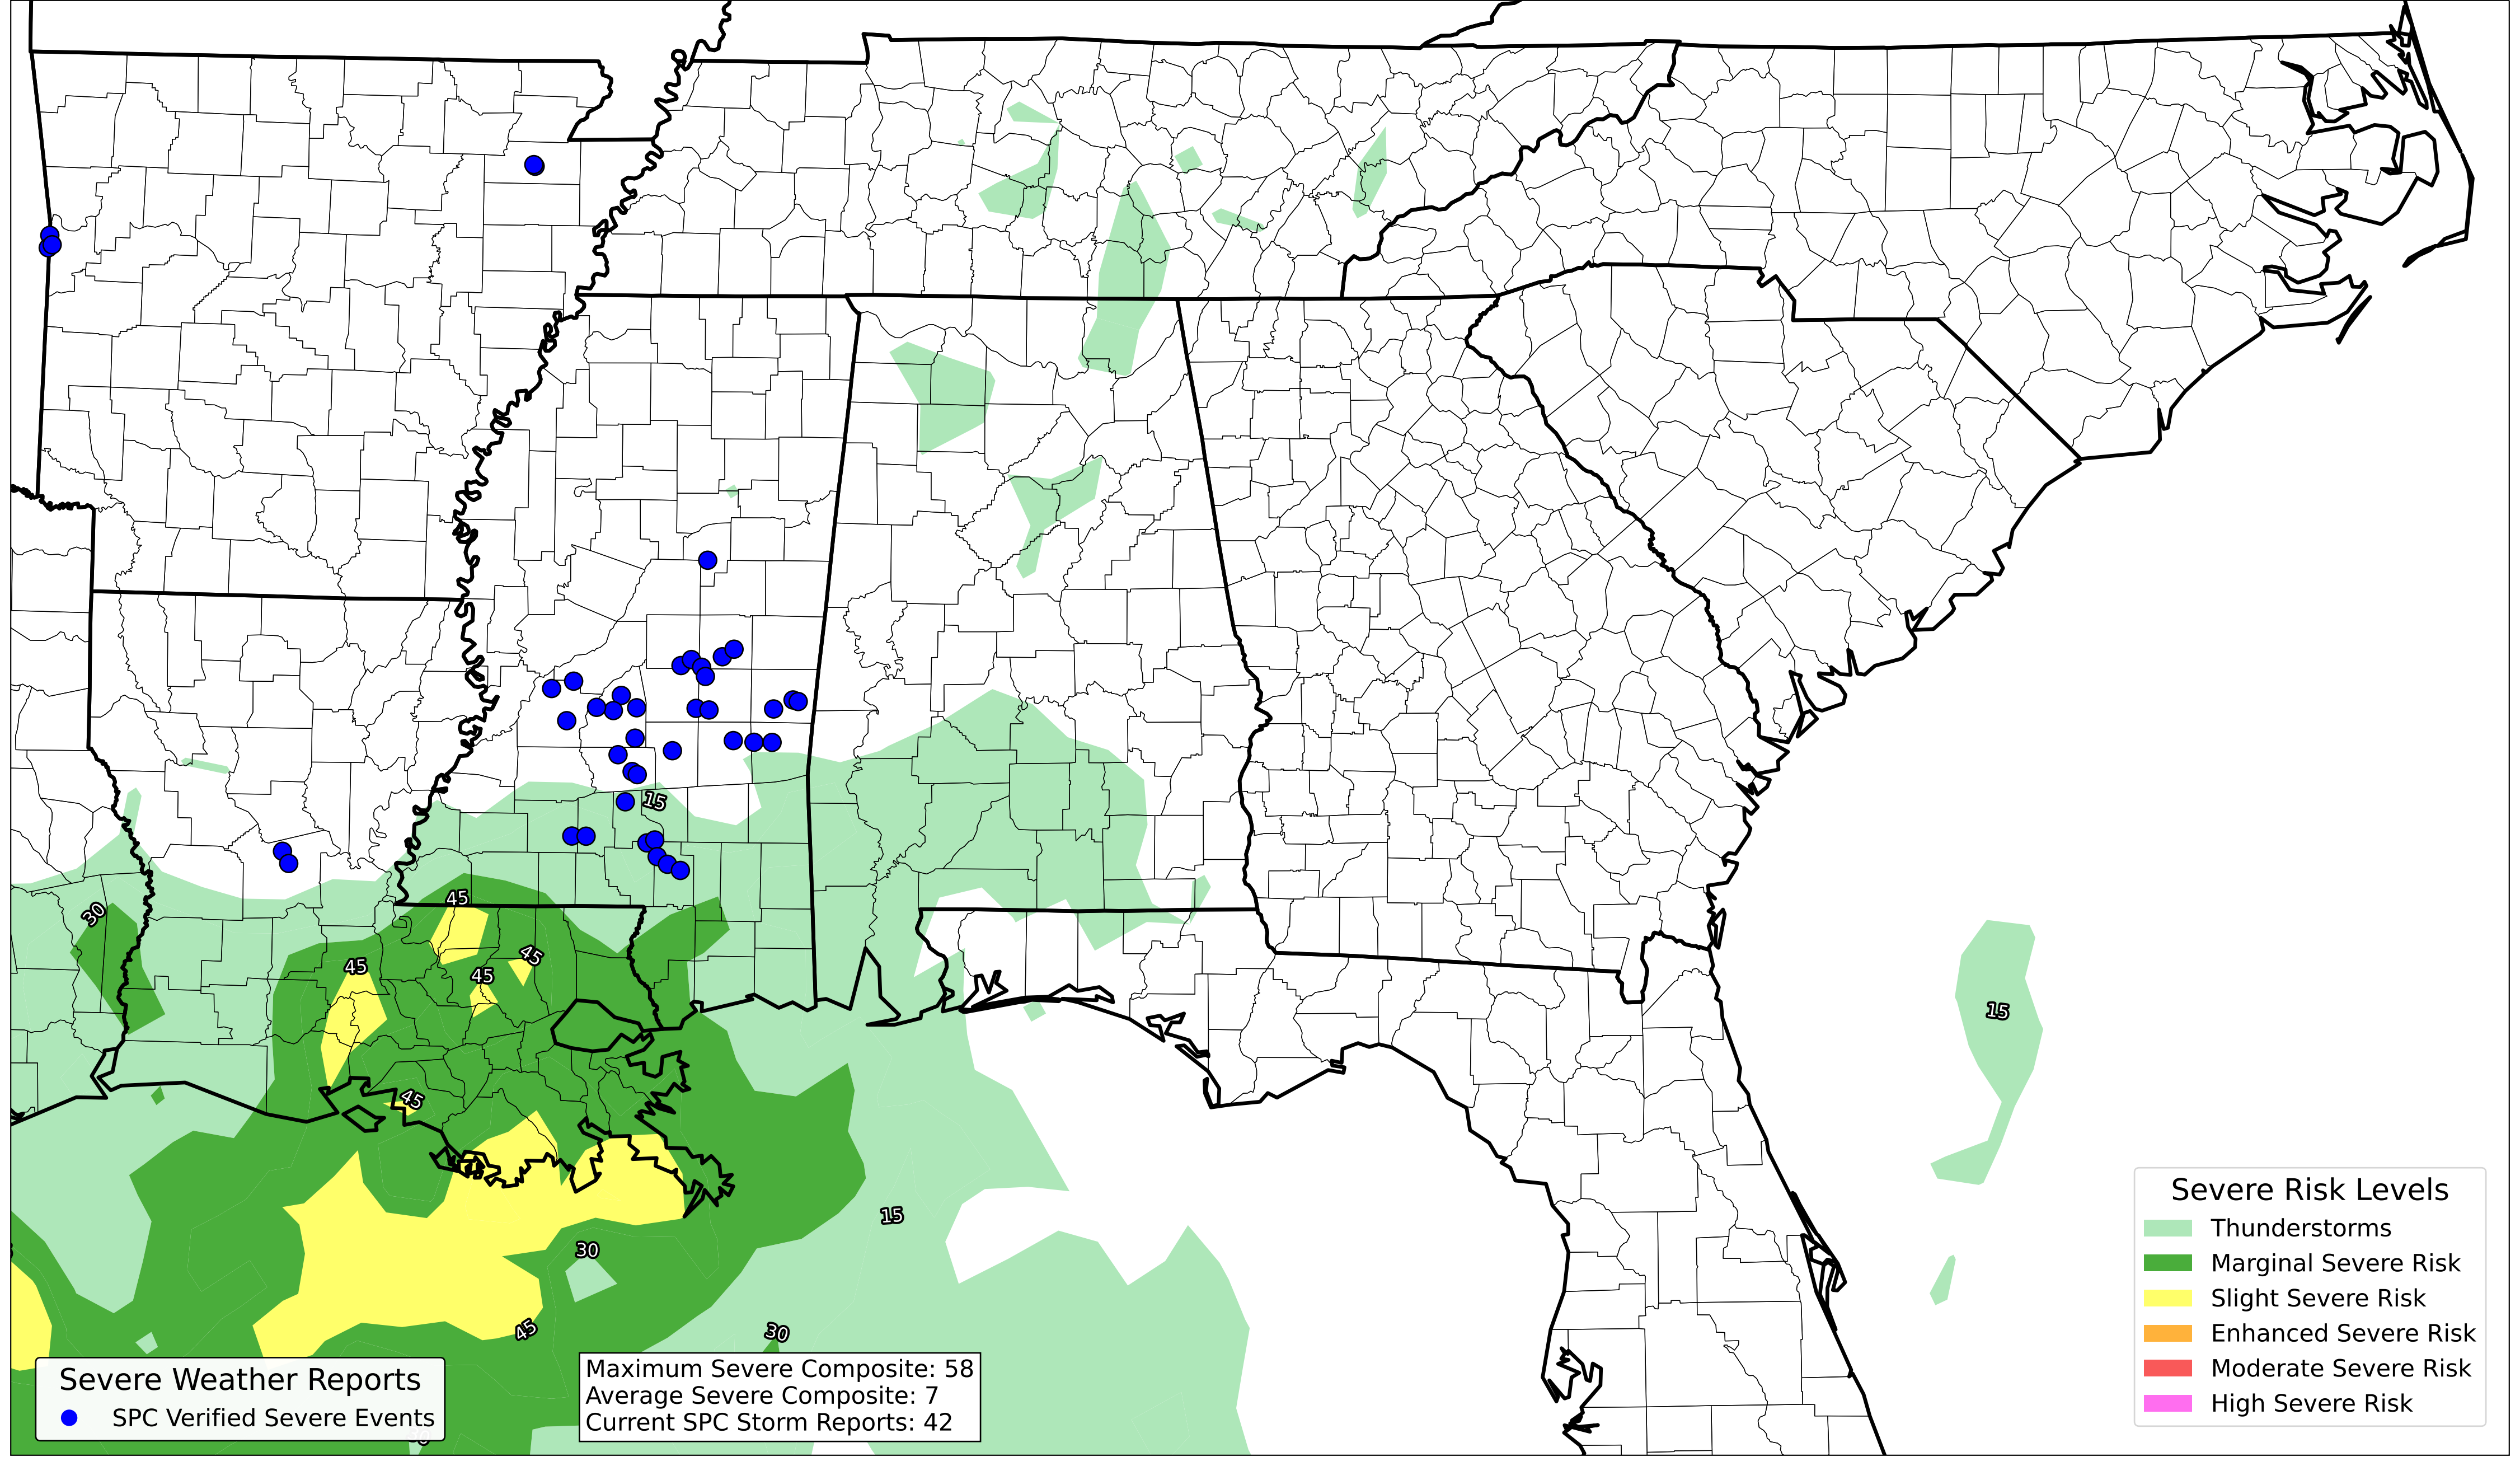 15
30
45
45
45
45
45
15
15
30
45
30
Severe Risk Levels
Thunderstorms
Marginal Severe Risk
Slight Severe Risk
Enhanced Severe Risk
Moderate Severe Risk
High Severe Risk
Severe Weather Reports
SPC Verified Severe Events
Maximum Severe Composite: 58
Average Severe Composite: 7
Current SPC Storm Reports: 42